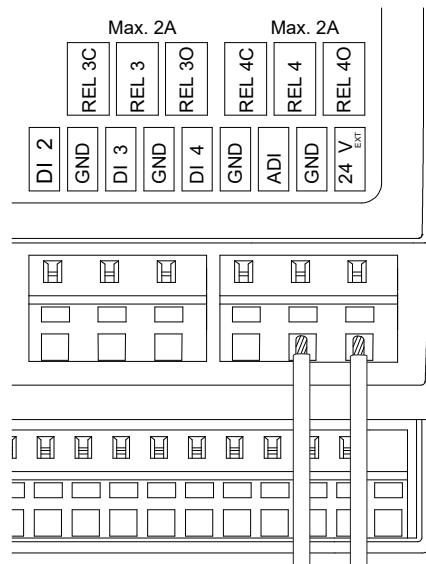 Max. 2A Max. 2A
REL 3C REL 3 REL 3O REL 4C REL 4 REL 4O
DI 2 GND DI 3 GND DI 4 GND ADI GND 24 V EXT